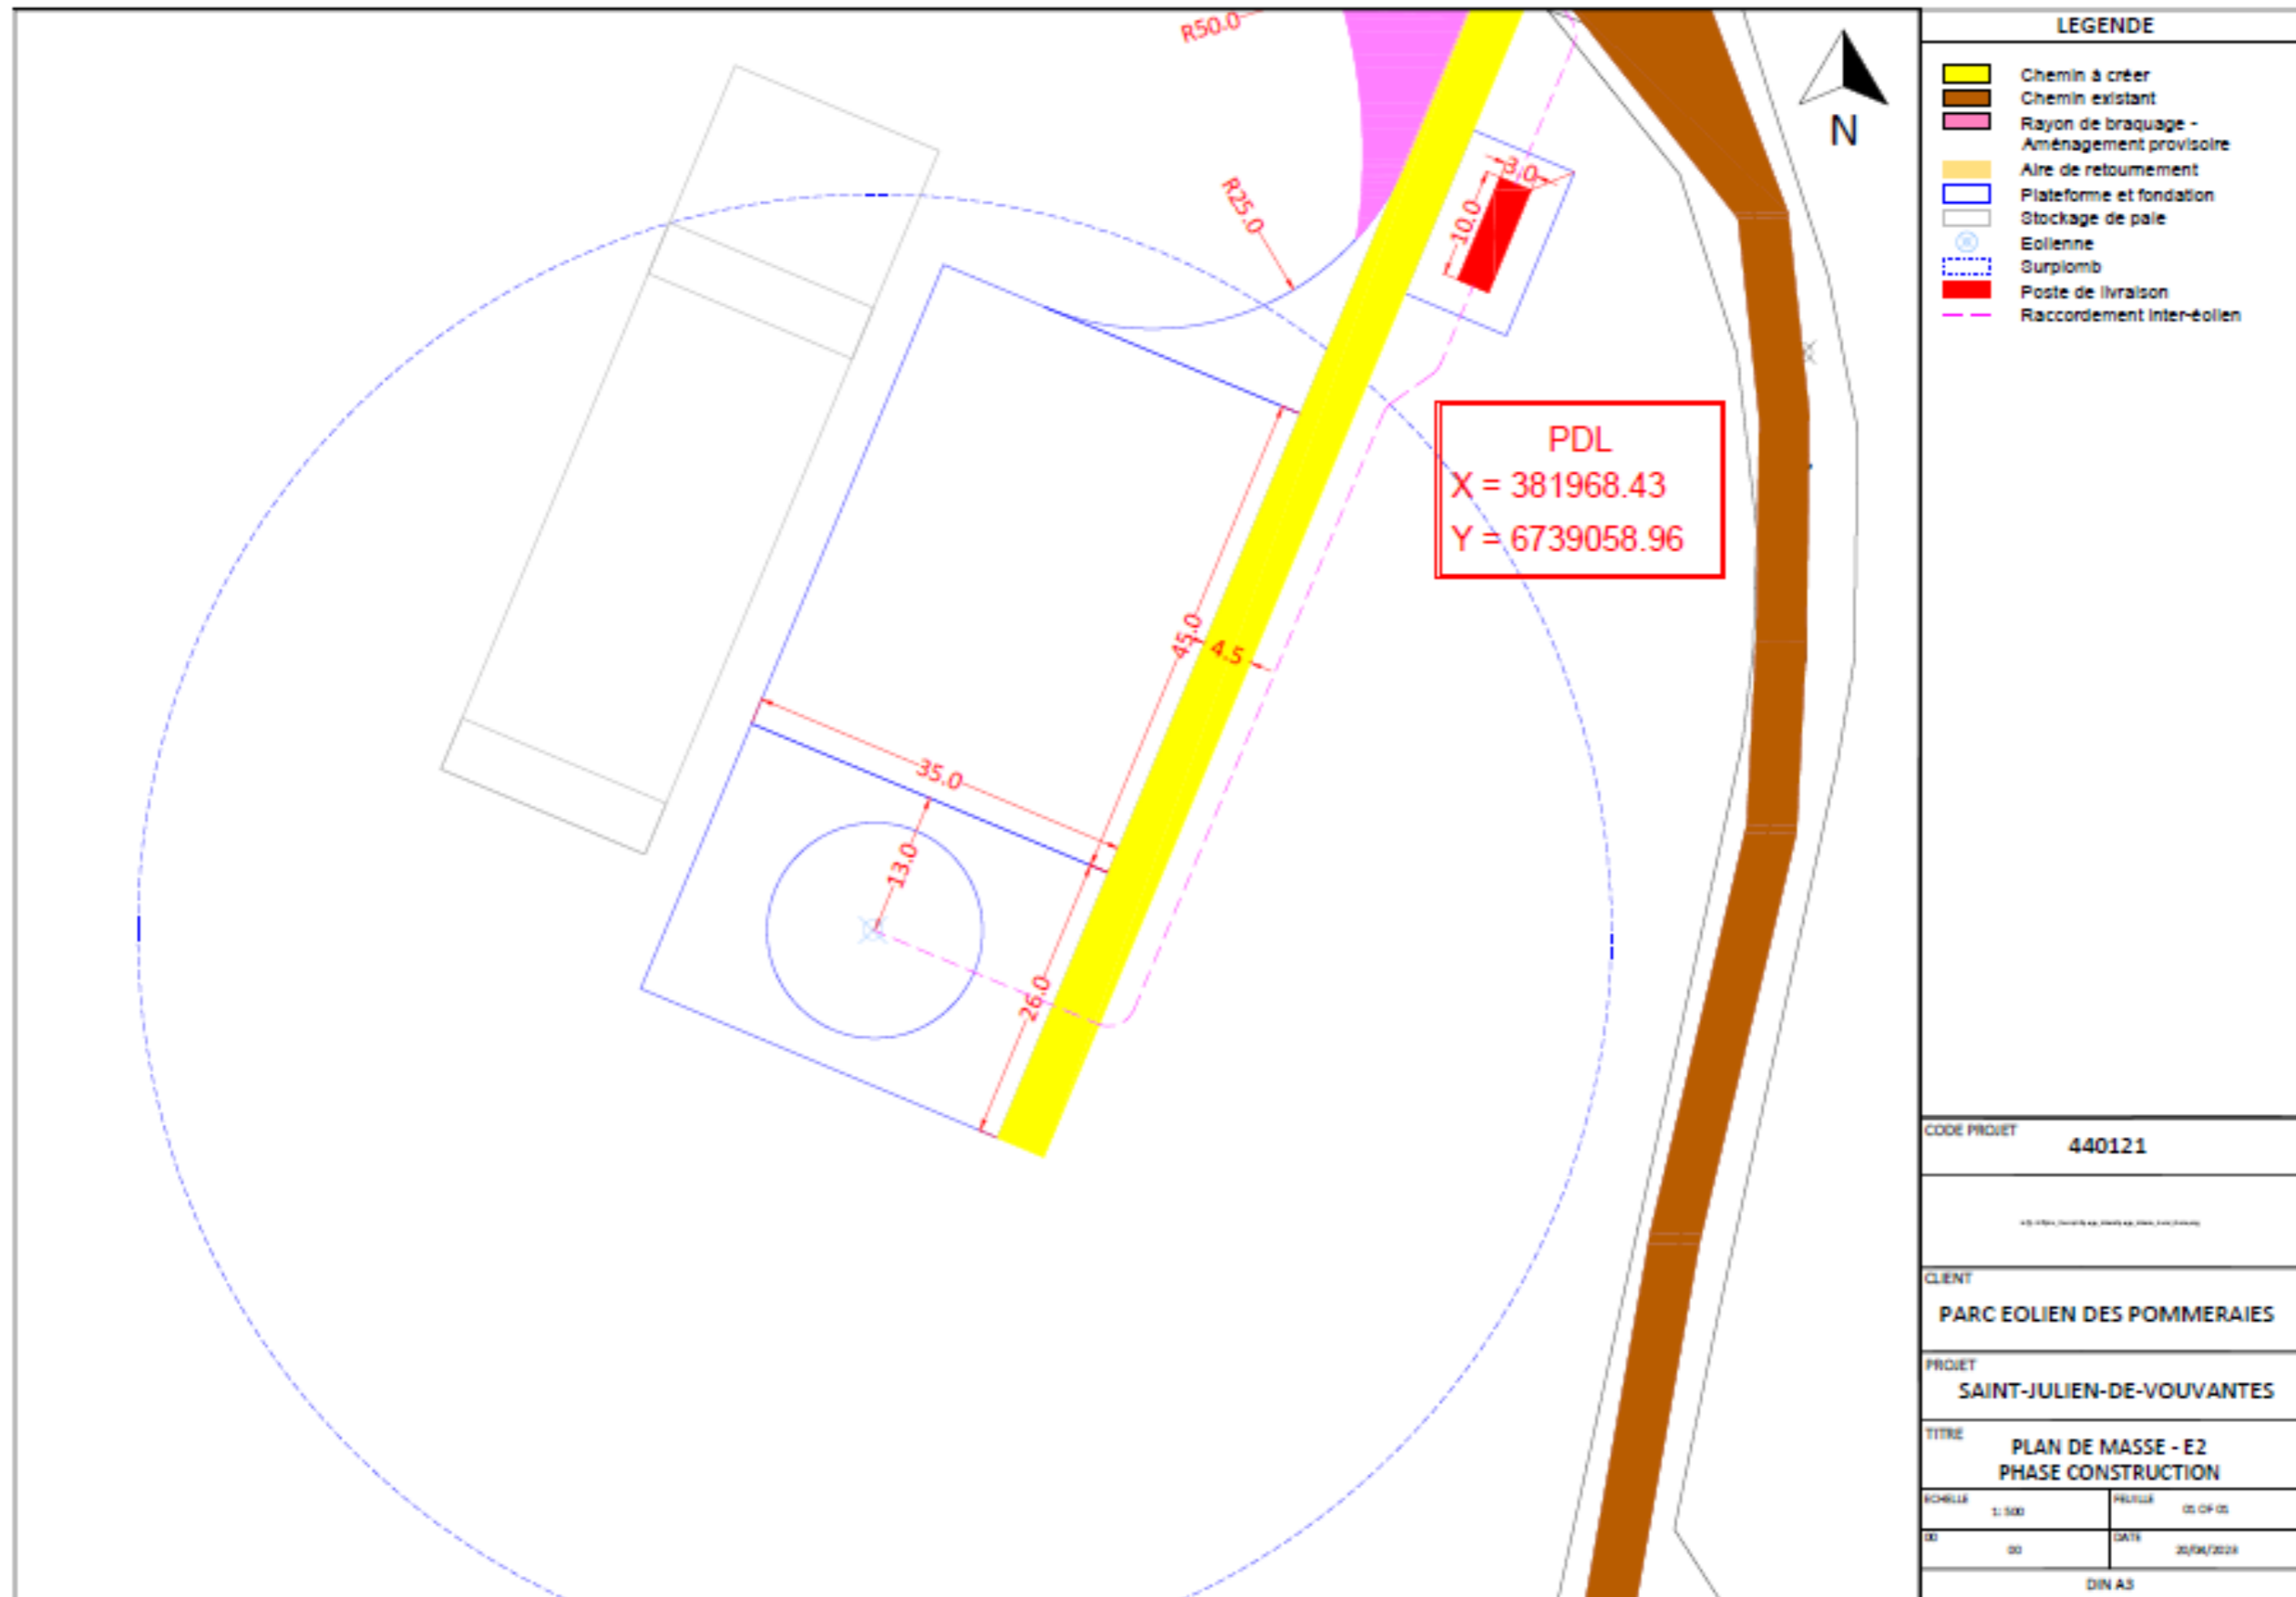 R50.0
R25.0
3.0
10.0
PDL
X = 381968.43
Y = 6739058.96
45.0
4.5
35.0
13.0
26.0
N
LEGENDE
Chemin à créer
Chemin existant
Rayon de braquage -
Aménagement provisoire
Aire de retournement
Plateforme et fondation
Stockage de pale
Eolienne
Surplomb
Poste de livraison
Raccordement inter-éolien
CODE PROJET
440121
CLIENT
PARC EOLIEN DES POMMERAIES
PROJET
SAINT-JULIEN-DE-VOUVANTES
TITRE
PLAN DE MASSE - E2
PHASE CONSTRUCTION
ECHELLE
1: 500
FEUILLE
01 OF 01
00
DATE
DIN A3